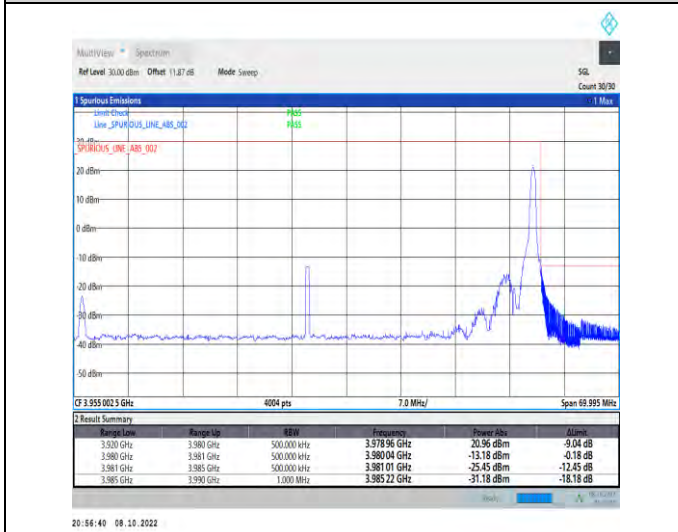 MultiView Spectrum
Ref Level 30.00 dBm Offset 11.87 dB Mode Sweep SGL
Count 30/30
1 Spurious Emissions 1 Max
Limit Check PASS
Line _SPURIOUS_LINE_ABS_002 PASS
_SPURIOUS_LINE_ABS_002
20 dBm
10 dBm
0 dBm
-10 dBm
-20 dBm
-30 dBm
-40 dBm
-50 dBm
CF 3.955 002 5 GHz 4004 pts 7.0 MHz/ Span 69.995 MHz
2 Result Summary
Range Low Range Up RBW Frequency Power Abs ΔLimit
3.920 GHz 3.980 GHz 500.000 kHz 3.978 96 GHz 20.96 dBm -9.04 dB
3.980 GHz 3.981 GHz 500.000 kHz 3.980 04 GHz -13.18 dBm -0.18 dB
3.981 GHz 3.985 GHz 500.000 kHz 3.981 01 GHz -25.45 dBm -12.45 dB
3.985 GHz 3.990 GHz 1.000 MHz 3.985 22 GHz -31.18 dBm -18.18 dB
20:56:40 08.10.2022